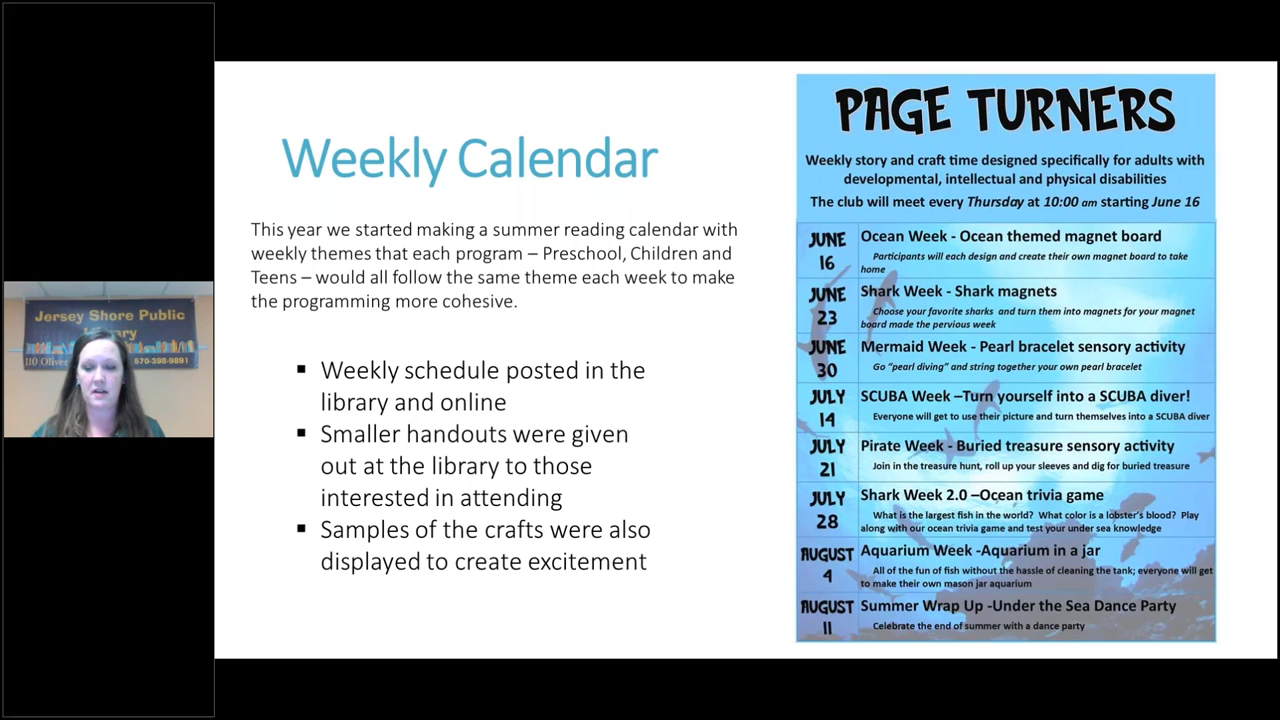 Jersey Shore Public
Library
110 Oliver
570-398-9891
Weekly Calendar
This year we started making a summer reading calendar with
weekly themes that each program – Preschool, Children and
Teens – would all follow the same theme each week to make
the programming more cohesive.
▪ Weekly schedule posted in the
library and online
▪ Smaller handouts were given
out at the library to those
interested in attending
▪ Samples of the crafts were also
displayed to create excitement
PAGE TURNERS
Weekly story and craft time designed specifically for adults with
developmental, intellectual and physical disabilities
The club will meet every Thursday at 10:00 am starting June 16
JUNE
16
Ocean Week - Ocean themed magnet board
Participants will each design and create their own magnet board to take
home
JUNE
23
Shark Week - Shark magnets
Choose your favorite sharks and turn them into magnets for your magnet
board made the pervious week
JUNE
30
Mermaid Week - Pearl bracelet sensory activity
Go “pearl diving” and string together your own pearl bracelet
JULY
14
SCUBA Week –Turn yourself into a SCUBA diver!
Everyone will get to use their picture and turn themselves into a SCUBA diver
JULY
21
Pirate Week - Buried treasure sensory activity
Join in the treasure hunt, roll up your sleeves and dig for buried treasure
JULY
28
Shark Week 2.0 –Ocean trivia game
What is the largest fish in the world? What color is a lobster’s blood? Play
along with our ocean trivia game and test your under sea knowledge
AUGUST
4
Aquarium Week -Aquarium in a jar
All of the fun of fish without the hassle of cleaning the tank; everyone will get
to make their own mason jar aquarium
AUGUST
11
Summer Wrap Up -Under the Sea Dance Party
Celebrate the end of summer with a dance party